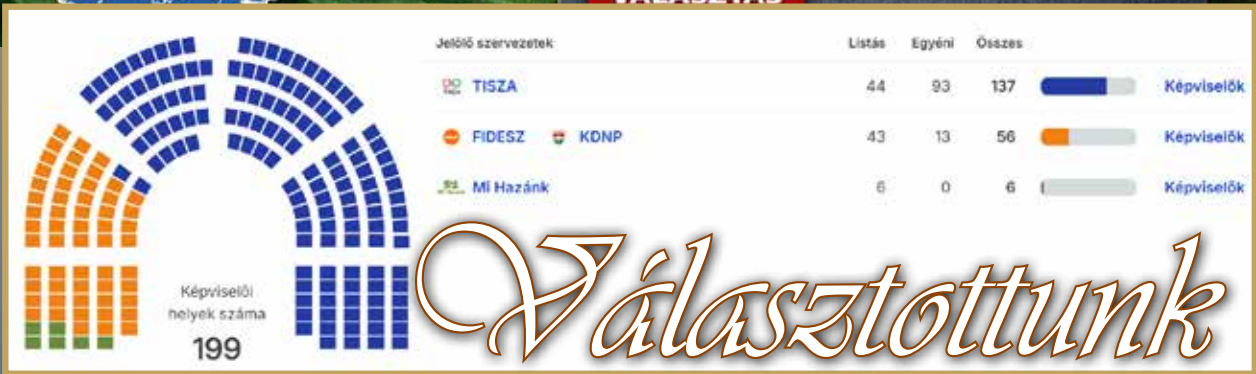 VÁLASZTÁS
Jelölő szervezetek Listás Egyéni Összes
TISZA 44 93 137 Képviselők
FIDESZ KDNP 43 13 56 Képviselők
Mi Hazánk 6 0 6 Képviselők
Képviselői
helyek száma
199
Választottunk